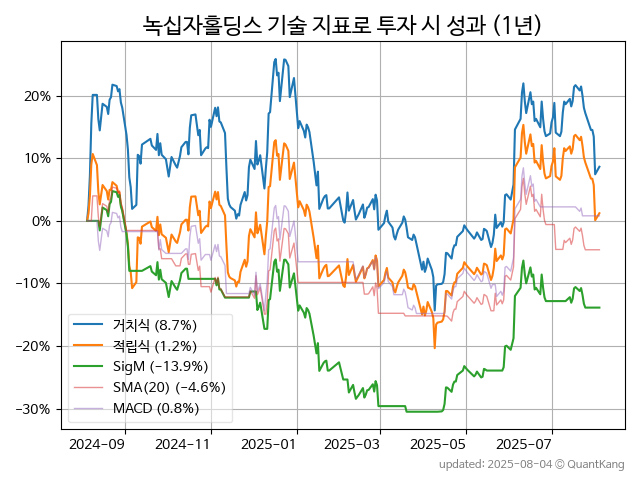 녹십자홀딩스 기술 지표로 투자 시 성과 (1년)
20%
10%
0%
−10%
−20%
−30%
거치식 (8.7%)
적립식 (1.2%)
SigM (−13.9%)
SMA(20) (−4.6%)
MACD (0.8%)
2024-09 2024-11 2025-01 2025-03 2025-05 2025-07
updated: 2025-08-04 © QuantKang